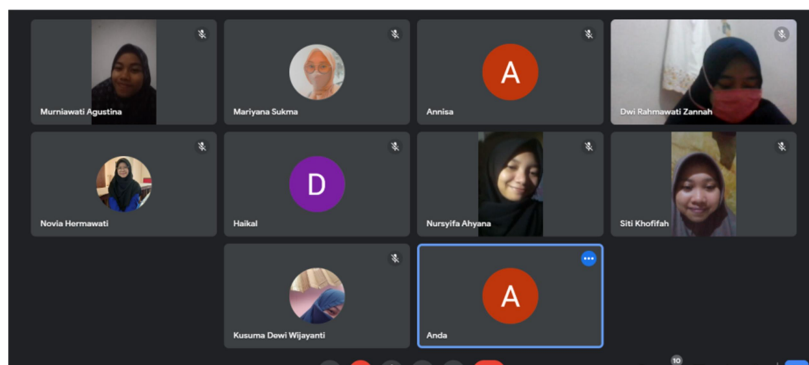 Murniawati Agustina
Mariyana Sukma
A
Annisa
Dwi Rahmawati Zannah
Novia Hermawati
D
Haikal
Nursyifa Ahyana
Siti Khofifah
Kusuma Dewi Wijayanti
A
Anda
10